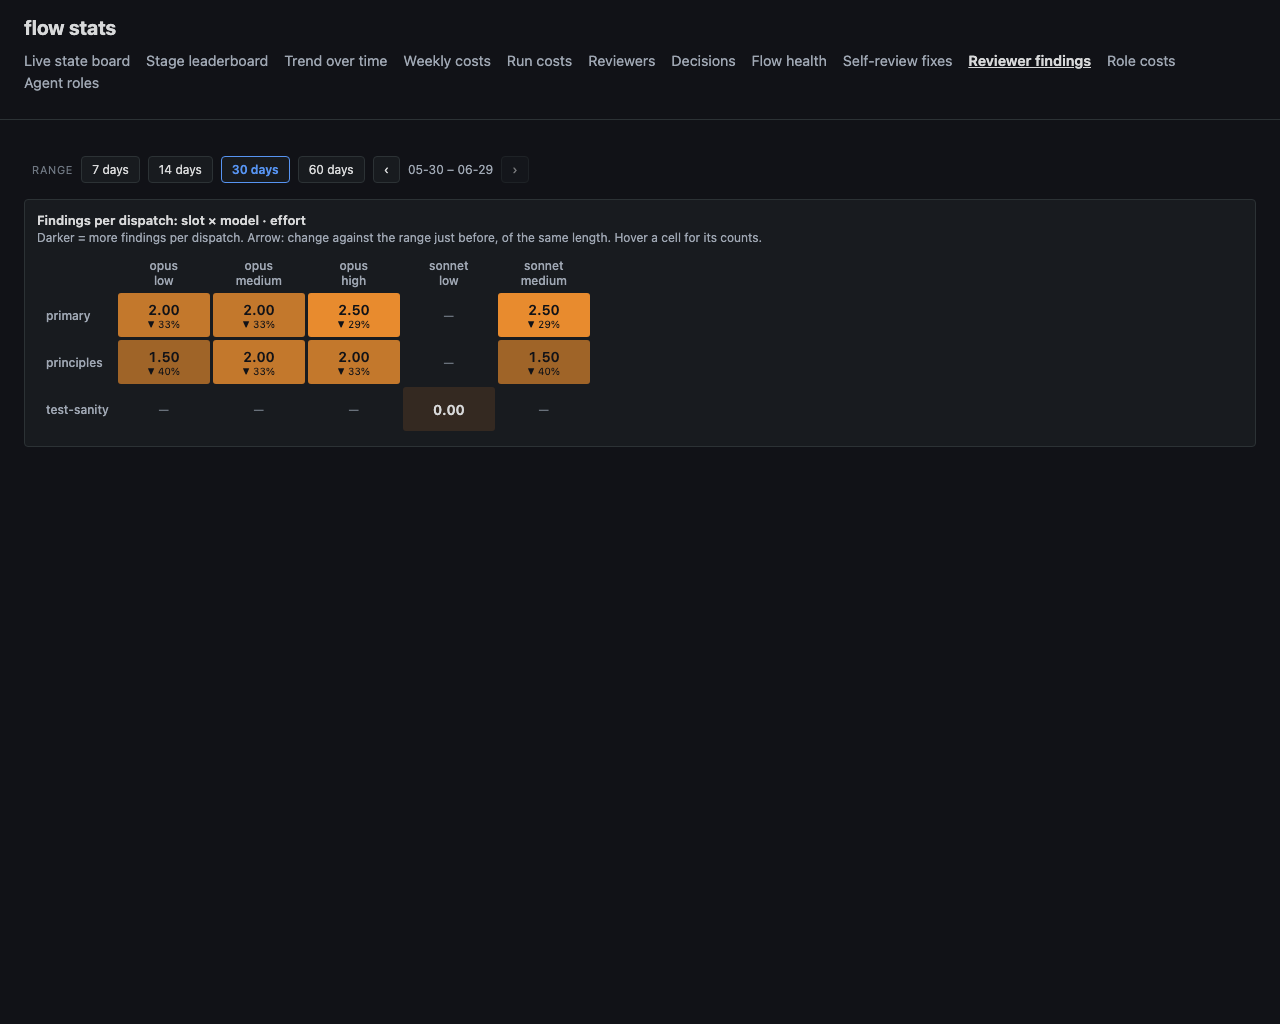 flow stats
Live state board Stage leaderboard Trend over time Weekly costs Run costs Reviewers Decisions Flow health Self-review fixes Reviewer findings Role costs
Agent roles
RANGE 7 days 14 days 30 days 60 days ‹ 05-30 – 06-29 ›
Findings per dispatch: slot × model · effort
Darker = more findings per dispatch. Arrow: change against the range just before, of the same length. Hover a cell for its counts.
opus opus opus sonnet sonnet
low medium high low medium
primary 2.00 2.00 2.50 — 2.50
▼ 33% ▼ 33% ▼ 29% ▼ 29%
principles 1.50 2.00 2.00 — 1.50
▼ 40% ▼ 33% ▼ 33% ▼ 40%
test-sanity — — — 0.00 —